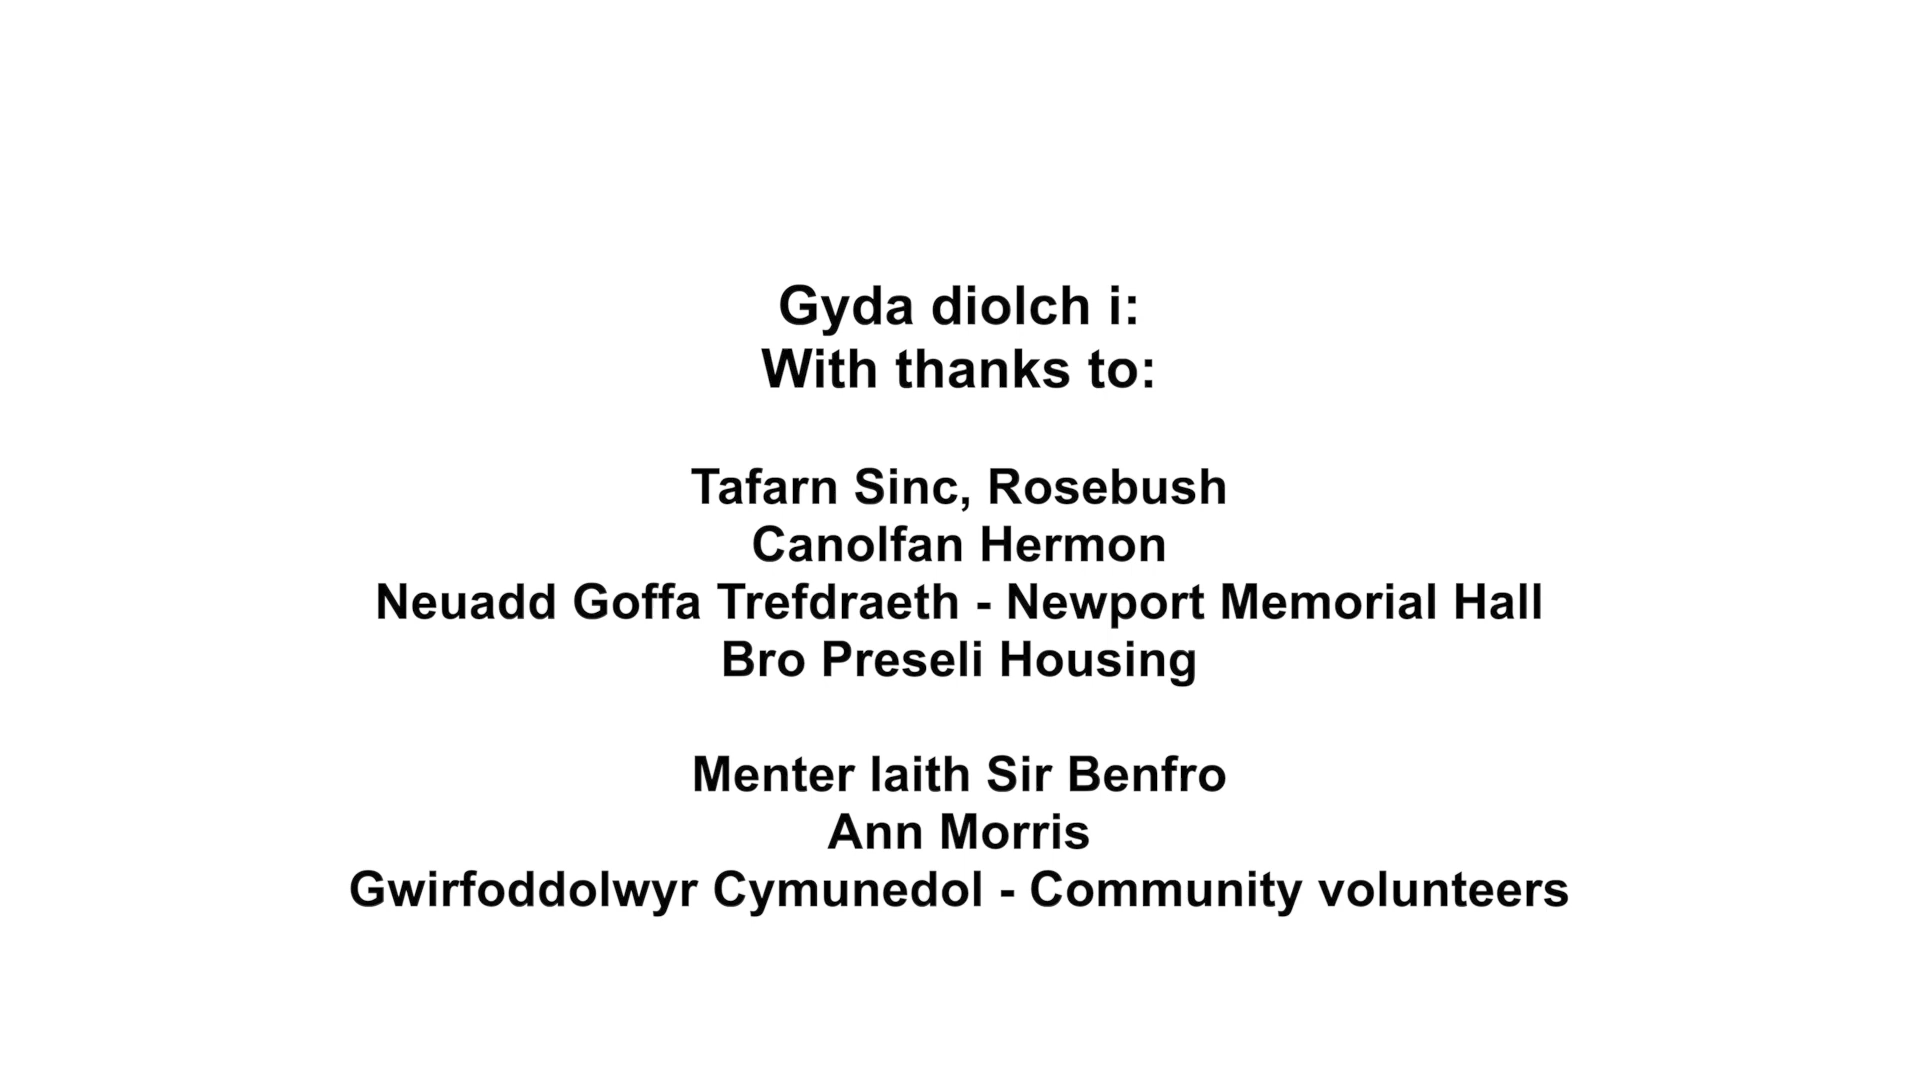 Gyda diolch i:
With thanks to:
Tafarn Sinc, Rosebush
Canolfan Hermon
Neuadd Goffa Trefdraeth - Newport Memorial Hall
Bro Preseli Housing
Menter Iaith Sir Benfro
Ann Morris
Gwirfoddolwyr Cymunedol - Community volunteers